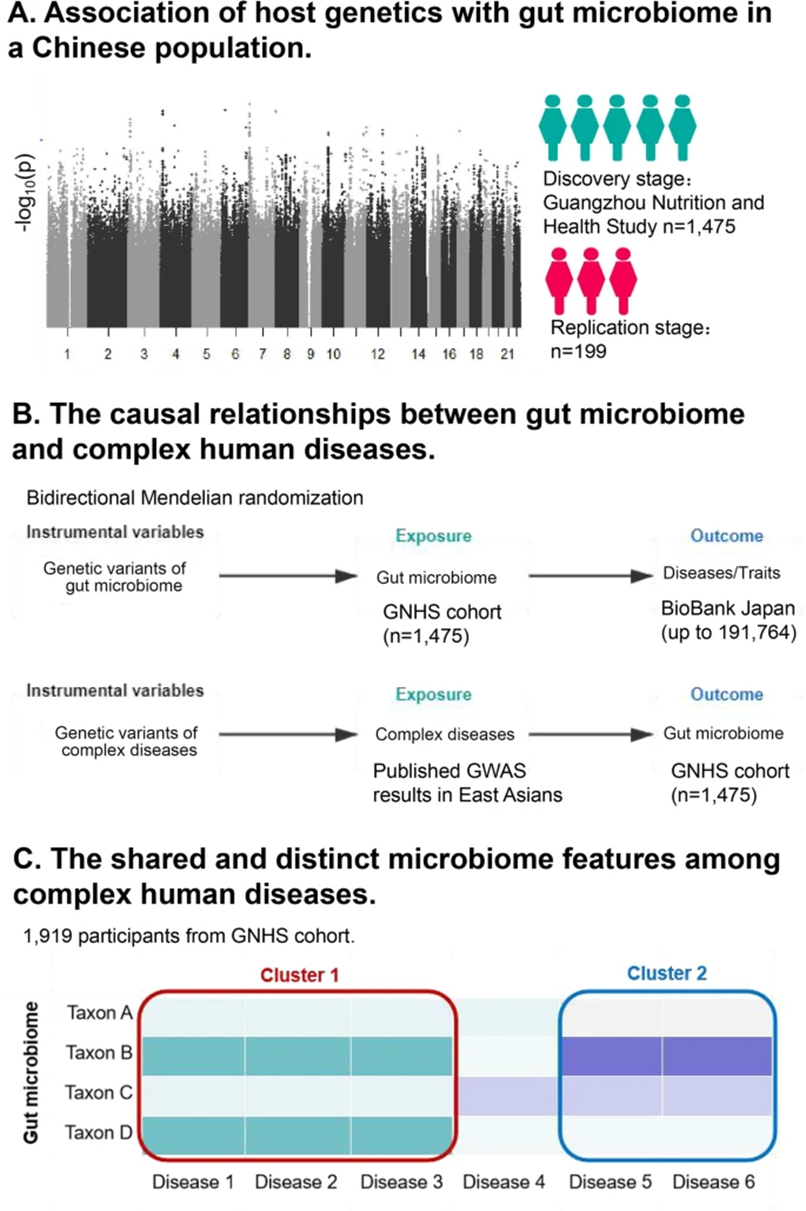 A. Association of host genetics with gut microbiome in
a Chinese population.
-log10(p)
1 2 3 4 5 6 7 8 9 10 12 14 16 18 21
Discovery stage:
Guangzhou Nutrition and
Health Study n=1,475
Replication stage:
n=199
B. The causal relationships between gut microbiome
and complex human diseases.
Bidirectional Mendelian randomization
Instrumental variables
Genetic variants of
gut microbiome
Exposure
Gut microbiome
GNHS cohort
(n=1,475)
Outcome
Diseases/Traits
BioBank Japan
(up to 191,764)
Instrumental variables
Genetic variants of
complex diseases
Exposure
Complex diseases
Published GWAS
results in East Asians
Outcome
Gut microbiome
GNHS cohort
(n=1,475)
C. The shared and distinct microbiome features among
complex human diseases.
1,919 participants from GNHS cohort.
Cluster 1
Cluster 2
Gut microbiome
Taxon A
Taxon B
Taxon C
Taxon D
Disease 1 Disease 2 Disease 3 Disease 4 Disease 5 Disease 6